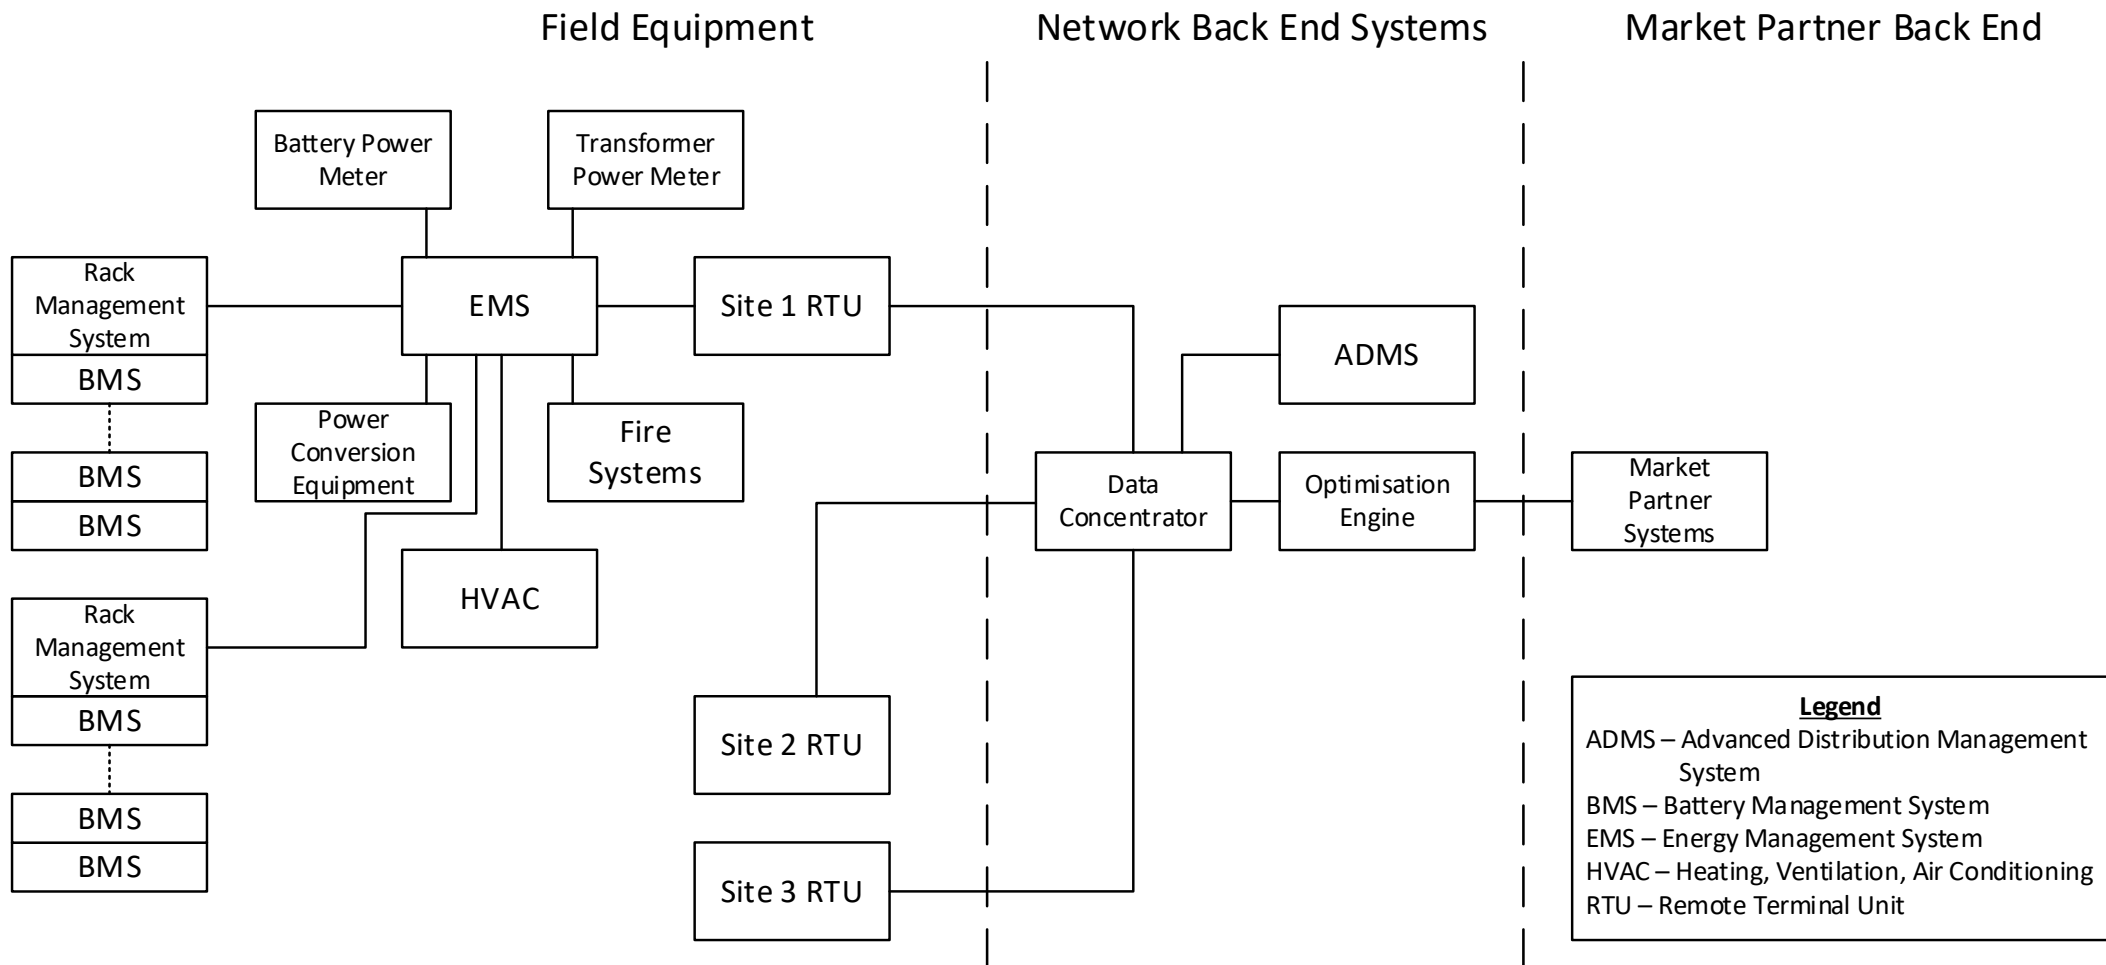 Field Equipment
Network Back End Systems
Market Partner Back End
Battery Power
Meter
Transformer
Power Meter
Rack
Management
System
BMS
BMS
BMS
EMS
Site 1 RTU
Power
Conversion
Equipment
Fire
Systems
HVAC
Rack
Management
System
BMS
BMS
BMS
Site 2 RTU
Site 3 RTU
ADMS
Data
Concentrator
Optimisation
Engine
Market
Partner
Systems
Legend
ADMS – Advanced Distribution Management
System
BMS – Battery Management System
EMS – Energy Management System
HVAC – Heating, Ventilation, Air Conditioning
RTU – Remote Terminal Unit